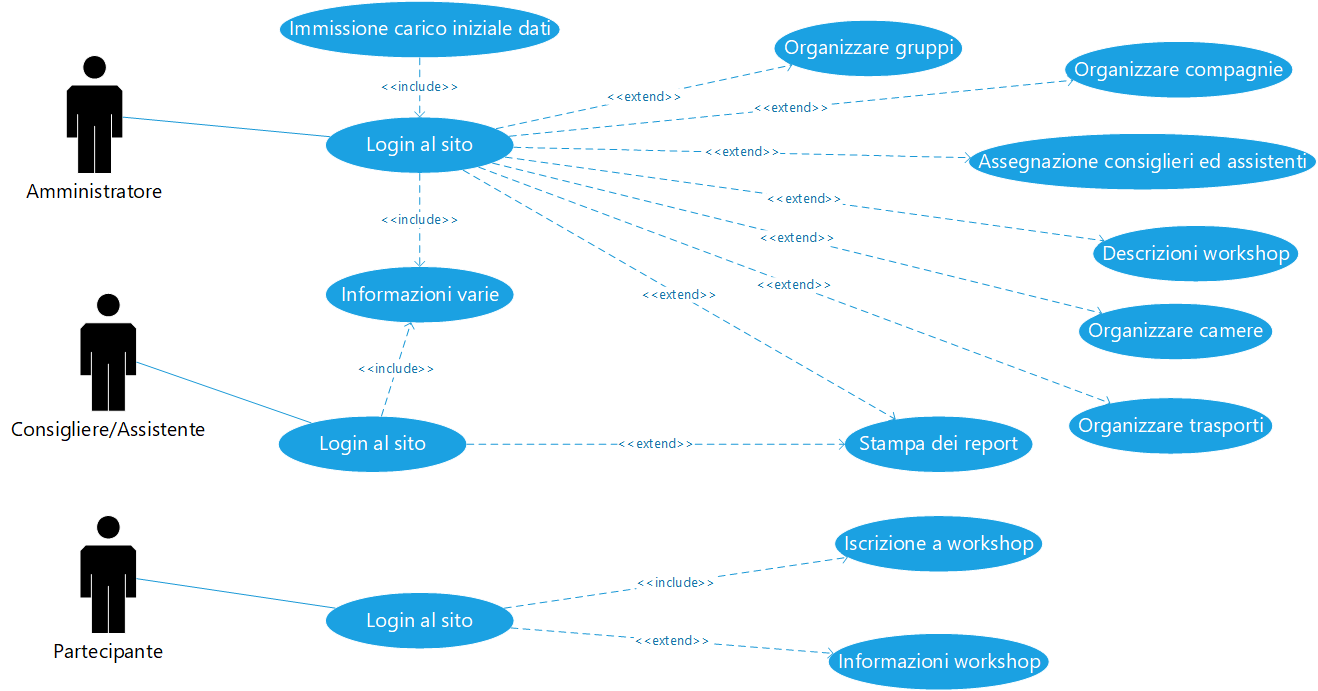 Immissione carico iniziale dati
Organizzare gruppi
Organizzare compagnie
<<include>>
<<extend>>
<<extend>>
Login al sito
<<extend>>
Assegnazione consiglieri ed assistenti
Amministratore
<<extend>>
<<include>>
<<extend>>
Descrizioni workshop
<<extend>>
<<extend>>
Informazioni varie
Organizzare camere
<<include>>
Consigliere/Assistente
Login al sito
<<extend>>
Stampa dei report
Organizzare trasporti
Iscrizione a workshop
<<include>>
Login al sito
<<extend>>
Partecipante
Informazioni workshop